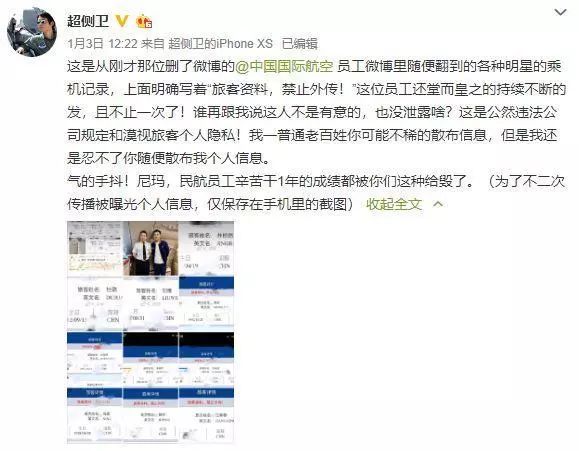 超侧卫
1月3日 12:22 来自 超侧卫的iPhone XS 已编辑
这是从刚才那位删了微博的@中国国际航空 员工微博里随便翻到的各种明星的乘
机记录，上面明确写着“旅客资料，禁止外传！”这位员工还堂而皇之的持续不断的
发，且不止一次了！谁再跟我说这人不是有意的，也没泄露啥？这是公然违法公
司规定和漠视旅客个人隐私！我一普通老百姓你可能不稀的散布信息，但是我还
是忍不了你随便散布我个人信息。
气的手抖！尼玛，民航员工辛苦干1年的成绩都被你们这种给毁了。（为了不二次
传播被曝光个人信息，仅保存在手机里的截图） 收起全文